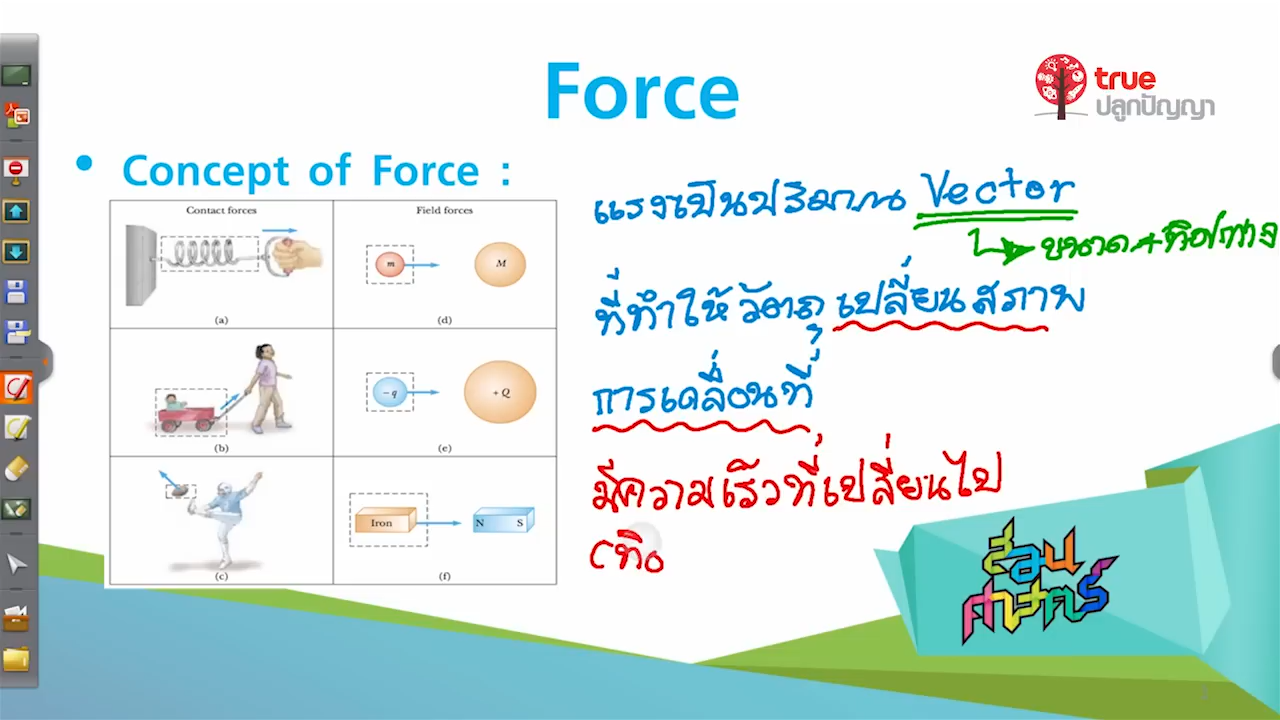 Force
true
ปลูกปัญญา
• Concept of Force :
Contact forces
Field forces
(a)
m
M
(d)
(b)
−q
+Q
(e)
(c)
Iron
N S
(f)
แรงเป็นปริมาณ Vector
ขนาด + ทิศทาง
ที่ทำให้วัตถุเปลี่ยนสภาพ
การเคลื่อนที่
มีความเร็วที่เปลี่ยนไป
(ทิ
สอน
ศาสตร์